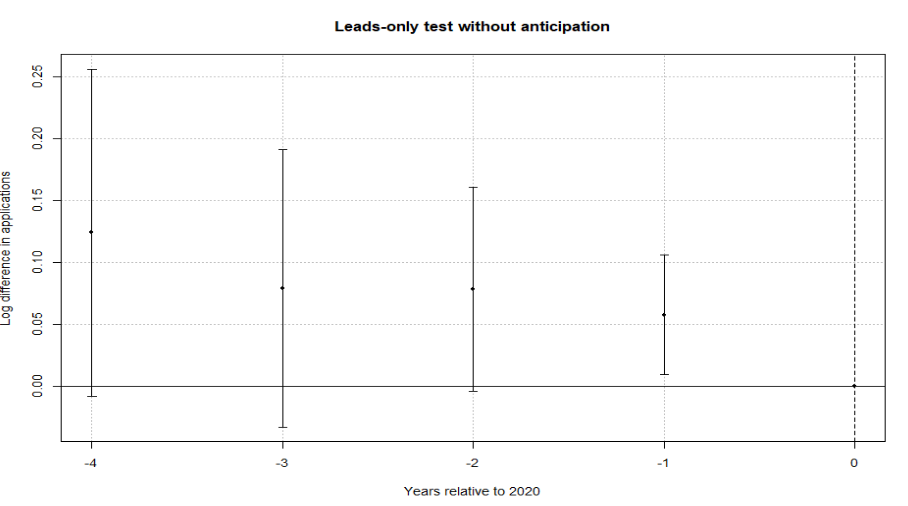 Leads-only test without anticipation
Log difference in applications
0.25
0.20
0.15
0.10
0.05
0.00
-4 -3 -2 -1 0
Years relative to 2020